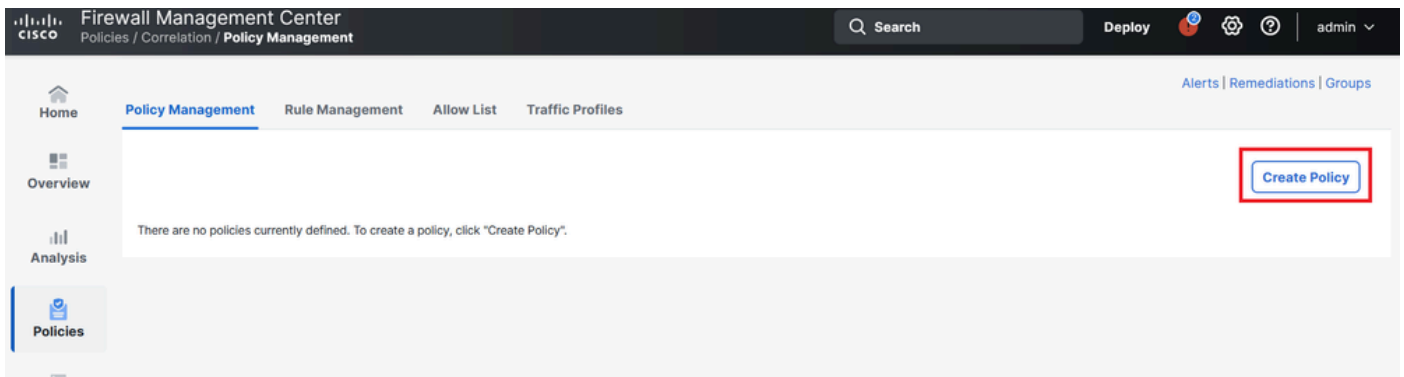 CISCO
Firewall Management Center
Policies / Correlation / Policy Management
Search
Deploy
2
admin
Alerts | Remediations | Groups
Home
Overview
Analysis
Policies
Policy Management Rule Management Allow List Traffic Profiles
Create Policy
There are no policies currently defined. To create a policy, click "Create Policy".